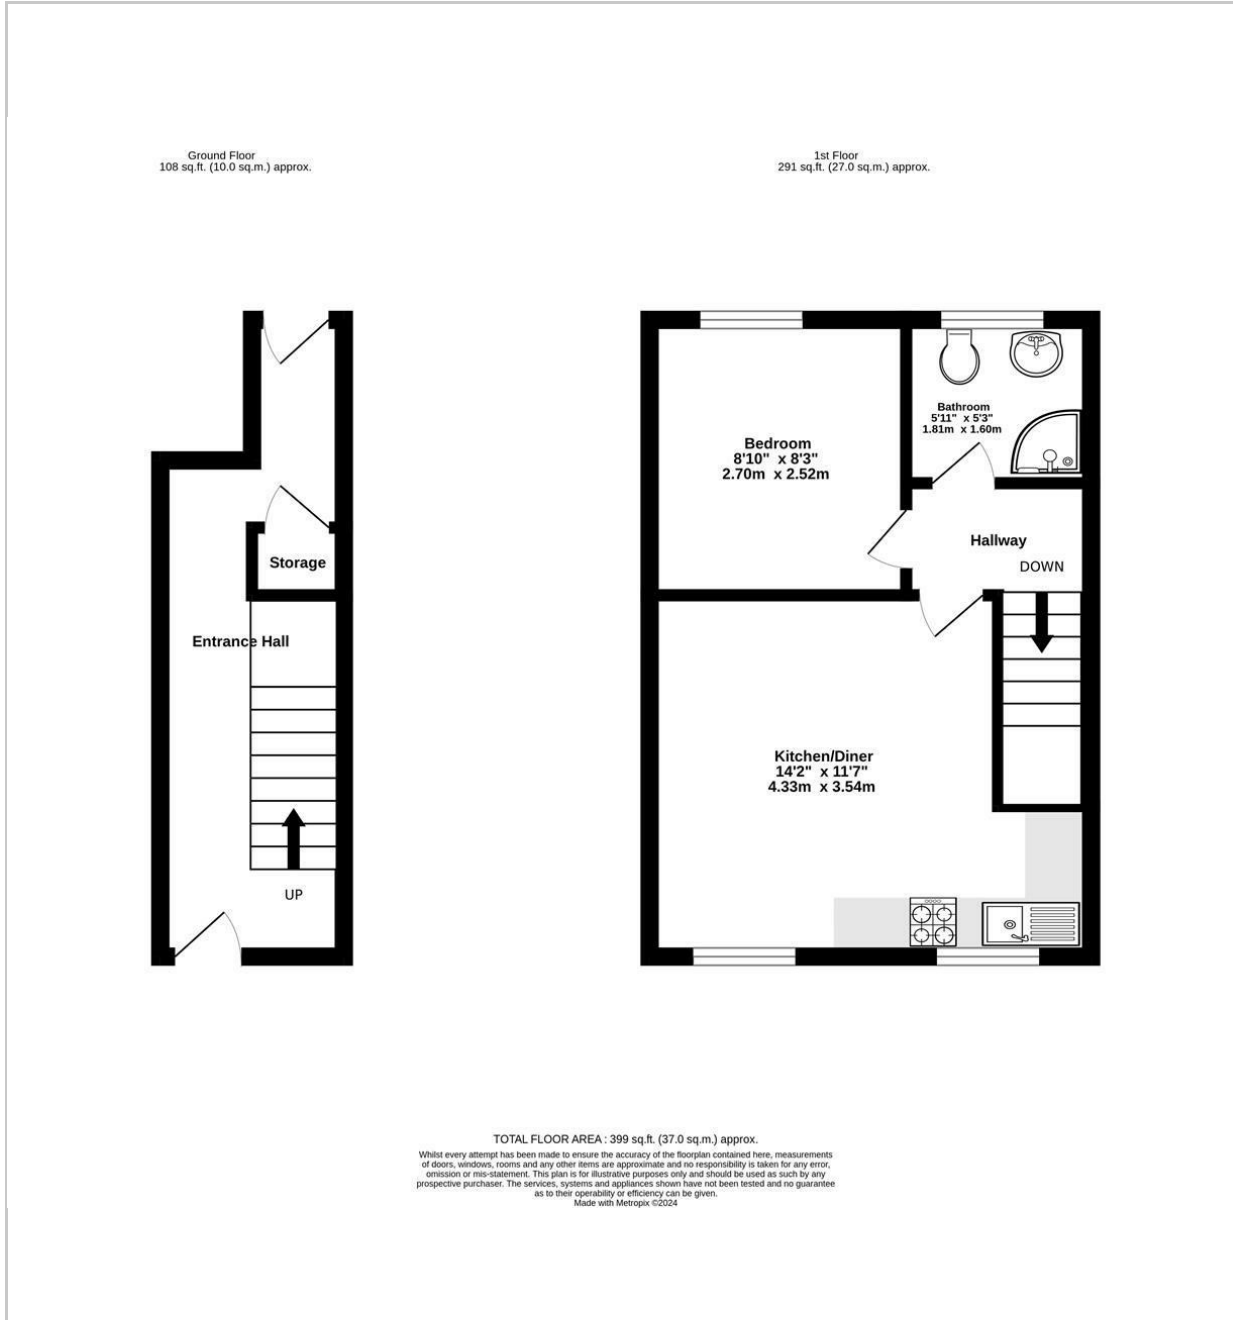 Ground Floor
108 sq.ft. (10.0 sq.m.) approx.
1st Floor
291 sq.ft. (27.0 sq.m.) approx.
Storage
Entrance Hall
UP
Bedroom
8'10" x 8'3"
2.70m x 2.52m
Bathroom
5'11" x 5'3"
1.81m x 1.60m
Hallway
DOWN
Kitchen/Diner
14'2" x 11'7"
4.33m x 3.54m
TOTAL FLOOR AREA : 399 sq.ft. (37.0 sq.m.) approx.
Whilst every attempt has been made to ensure the accuracy of the floorplan contained here, measurements
of doors, windows, rooms and any other items are approximate and no responsibility is taken for any error,
omission or mis-statement. This plan is for illustrative purposes only and should be used as such by any
prospective purchaser. The services, systems and appliances shown have not been tested and no guarantee
as to their operability or efficiency can be given.
Made with Metropix ©2024